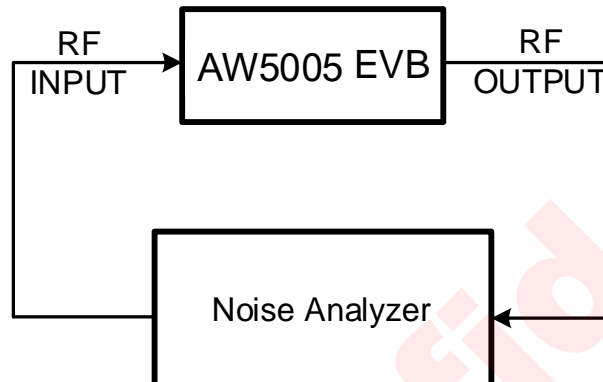 RF
INPUT
AW5005 EVB
RF
OUTPUT
Noise Analyzer